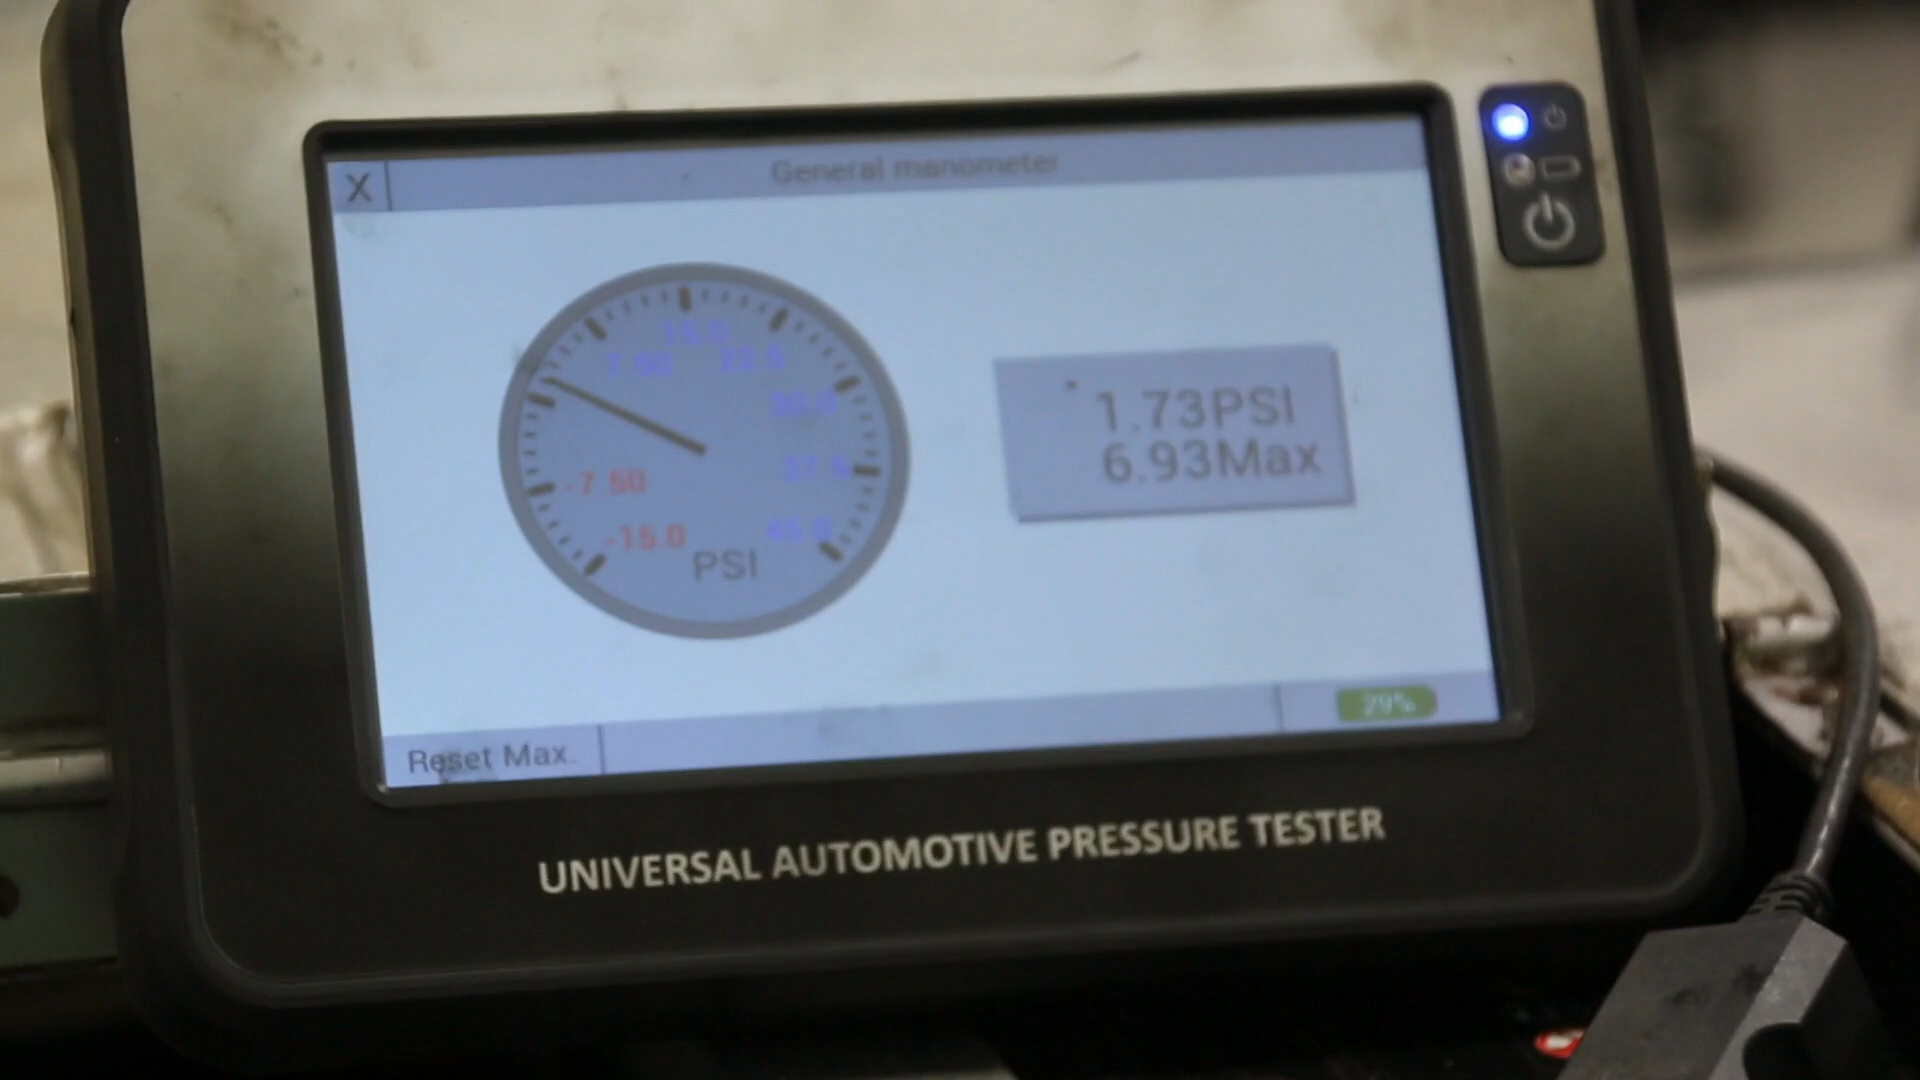 X
General manometer
15.0
7.50
22.5
30.0
37.5
-7.50
-15.0
45.0
PSI
1.73PSI
6.93Max
29%
Reset Max.
UNIVERSAL AUTOMOTIVE PRESSURE TESTER